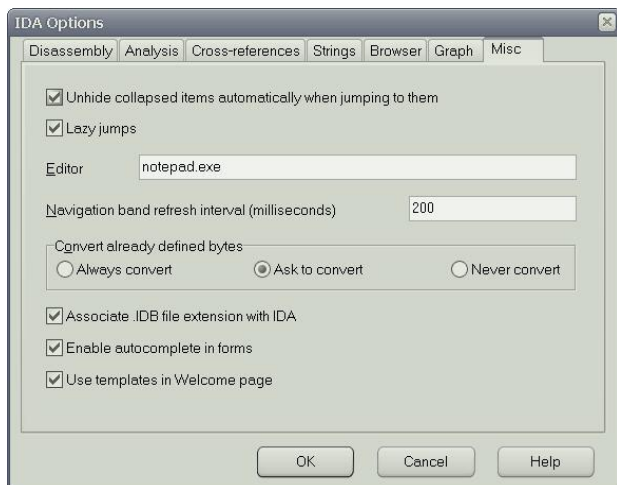 IDA Options
Disassembly Analysis Cross-references Strings Browser Graph Misc
Unhide collapsed items automatically when jumping to them
Lazy jumps
Editor notepad.exe
Navigation band refresh interval (milliseconds) 200
Convert already defined bytes
Always convert Ask to convert Never convert
Associate .IDB file extension with IDA
Enable autocomplete in forms
Use templates in Welcome page
OK Cancel Help